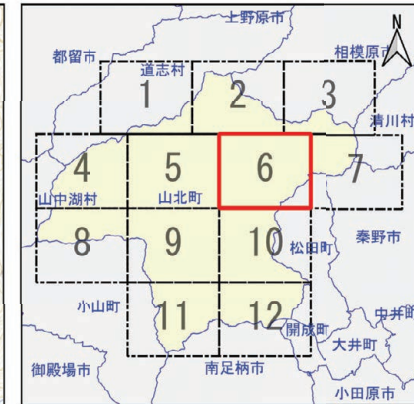 上野原市
N
都留市
相模原市
道志村
1
2
3
清川村
4
5
6
7
山中湖村
山北町
秦野市
8
9
10
松田町
小山町
中井町
11
12
開成町
大井町
御殿場市
南足柄市
小田原市